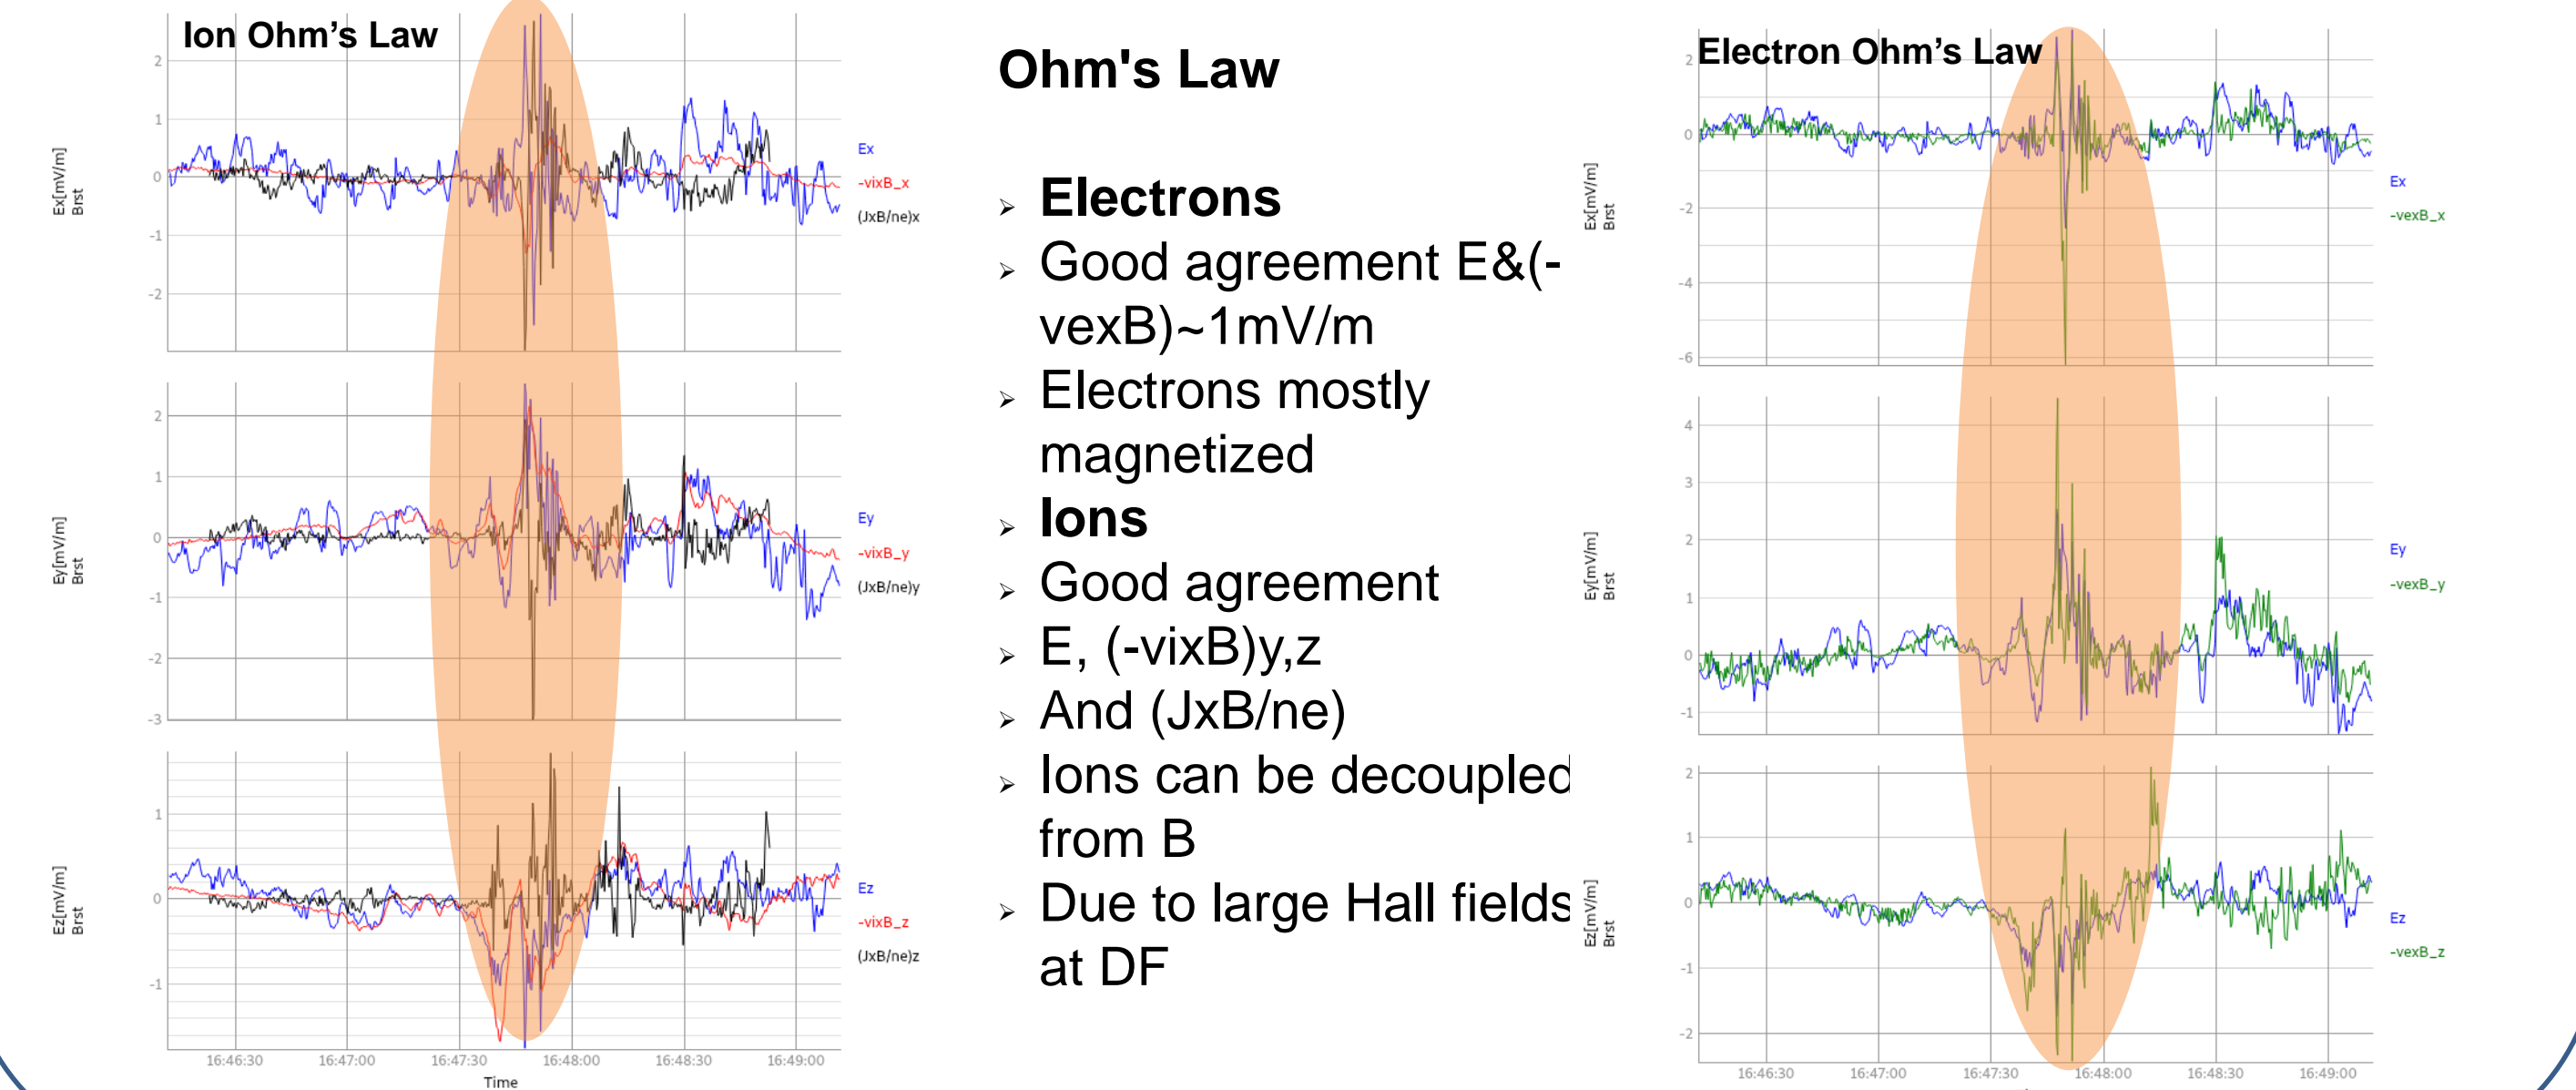 Ion Ohm's Law
2
1
0
-1
-2
Ex[mV/m]
Brst
Ex
-vixB_x
(JxB/ne)x
2
1
0
-1
-2
-3
Ey[mV/m]
Brst
Ey
-vixB_y
(JxB/ne)y
1
0
-1
Ez[mV/m]
Brst
Ez
-vixB_z
(JxB/ne)z
16:46:30 16:47:00 16:47:30 16:48:00 16:48:30 16:49:00
Time
Ohm's Law
➢ Electrons
➢ Good agreement E&(-
vexB)~1mV/m
➢ Electrons mostly
magnetized
➢ Ions
➢ Good agreement
➢ E, (-vixB)y,z
➢ And (JxB/ne)
➢ Ions can be decoupled
from B
➢ Due to large Hall fields
at DF
Electron Ohm's Law
2
0
-2
-4
-6
Ex[mV/m]
Brst
Ex
-vexB_x
4
3
2
1
0
-1
Ey[mV/m]
Brst
Ey
-vexB_y
2
1
0
-1
-2
Ez[mV/m]
Brst
Ez
-vexB_z
16:46:30 16:47:00 16:47:30 16:48:00 16:48:30 16:49:00